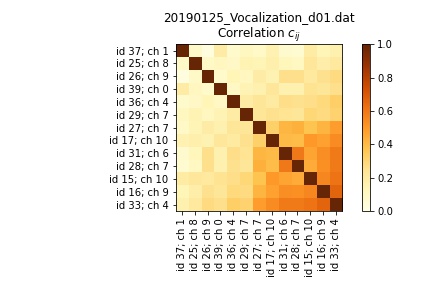 20190125_Vocalization_d01.dat
Correlation c_ij
id 37; ch 1
id 25; ch 8
id 26; ch 9
id 39; ch 0
id 36; ch 4
id 29; ch 7
id 27; ch 7
id 17; ch 10
id 31; ch 6
id 28; ch 7
id 15; ch 10
id 16; ch 9
id 33; ch 4
1.0
0.8
0.6
0.4
0.2
0.0
id 37; ch 1
id 25; ch 8
id 26; ch 9
id 39; ch 0
id 36; ch 4
id 29; ch 7
id 27; ch 7
id 17; ch 10
id 31; ch 6
id 28; ch 7
id 15; ch 10
id 16; ch 9
id 33; ch 4